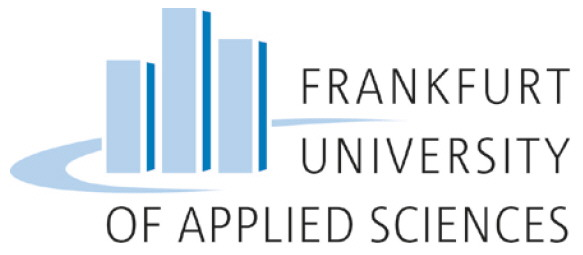 FRANKFURT
UNIVERSITY
OF APPLIED SCIENCES